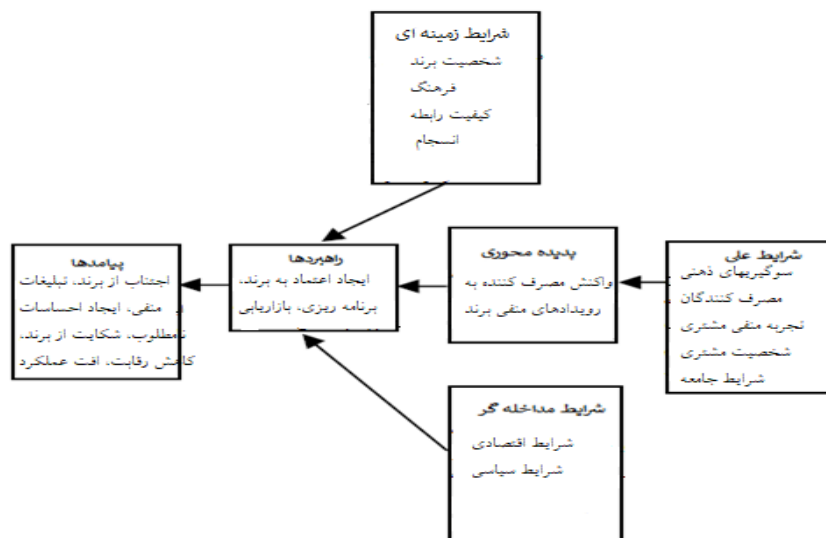 شرایط زمینه ای
شخصیت برند
فرهنگ
کیفیت رابطه
انسجام
شرایط علی
سوگیریهای ذهنی
مصرف کنندگان
تجربه منفی مشتری
شخصیت مشتری
شرایط جامعه
پدیده محوری
واکنش مصرف کننده به
رویدادهای منفی برند
راهبردها
ایجاد اعتماد به برند،
برنامه ریزی، بازاریابی
پیامدها
اجتناب از برند، تبلیغات
منفی، ایجاد احساسات
نامطلوب، شکایت از برند،
کاهش رقابت، افت عملکرد
شرایط مداخله گر
شرایط اقتصادی
شرایط سیاسی